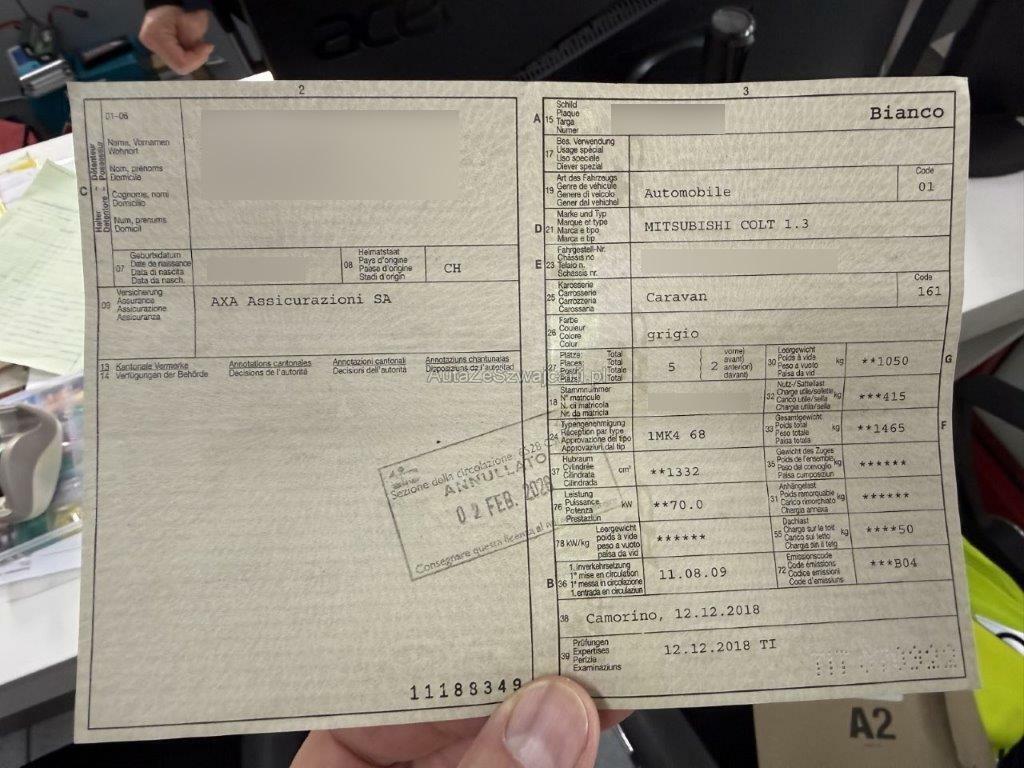 acer
2
01-06
Name, Vornamen
Wohnort
Nom, prénoms
Domicile
Cognome, nomi
Domicilio
Num, prenums
Domicil
C
07
Geburtsdatum
Date de naissance
Data di nascita
Data da nasch.
08
Heimatstaat
Pays d'origine
Paese d'origine
Stadi d'origin
CH
09
Versicherung
Assurance
Assicurazione
Assicuranza
AXA Assicurazioni SA
13 Kantonale Vermerke
14 Verfügungen der Behörde
Annotations cantonales
Décisions de l'autorité
Annotazioni cantonali
Decisioni dell'autorità
Annotaziuns chantunalas
Disposiziuns da l'autoritad
AutaZeSzwajcarii.pl
Sezione della circolazione, 6528
ANNULLATO
02 FEB. 2026
Consegnare questa licenza al
11188349
3
A 15
Schild
Plaque
Targa
Numer
Bianco
17
Bes. Verwendung
Usage spécial
Uso speciale
Diever spezial
19
Art des Fahrzeugs
Genre de véhicule
Genere di veicolo
Gener dal vehichel
Automobile
Code
01
D 21
Marke und Typ
Marque et type
Marca e tipo
Marca e tip
MITSUBISHI COLT 1.3
E 23
Fahrgestell-Nr.
Châssis no
Telaio n.
Schassis nr.
25
Karosserie
Carrosserie
Carrozzeria
Carossaria
Caravan
Code
161
26
Farbe
Couleur
Colore
Colur
grigio
27
Plätze: Total
Places: Total
Posti: Totale
Plazs: Total
5
2
vorne)
avant)
anteriori)
davant)
30
Leergewicht
Poids à vide
Peso a vuoto
Paisa da vid
kg
**1050
G
18
Stammnummer
N° matricule
N. di matricola
Nr. da matricla
32
Nutz-/Sattellast
Charge utile/sellette
Carico utile/sella
Chargia utila/sella
kg
***415
24
Typengenehmigung
Réception par type
Approvazione del tipo
Approvaziun dal tip
1MK4 68
33
Gesamtgewicht
Poids total
Peso totale
Paisa totala
kg
**1465
F
37
Hubraum
Cylindrée
Cilindrata
Cilindrada
cm³
**1332
35
Gewicht des Zuges
Poids de l'ensemble
Peso del convoglio
Paisa cumposiziun
kg
******
76
Leistung
Puissance
Potenza
Prestaziun
kW
**70.0
31
Anhängelast
Poids remorquable
Carico rimorchiato
Chargia annexa
kg
******
78 kW/kg
Leergewicht
poids à vide
peso a vuoto
paisa da vid
******
55
Dachlast
Charge sur le toit
Carico sul tetto
Chargia sin il tetg
kg
****50
B 36
1. Inverkehrsetzung
1re mise en circulation
1a messa in circolazione
1. entrada en circulaziun
11.08.09
72
Emissionscode
Code émissions
Codice emissioni
Code d'emissiuns
***B04
38
Camorino, 12.12.2018
39
Prüfungen
Expertises
Perizie
Examinaziuns
12.12.2018 TI
A2